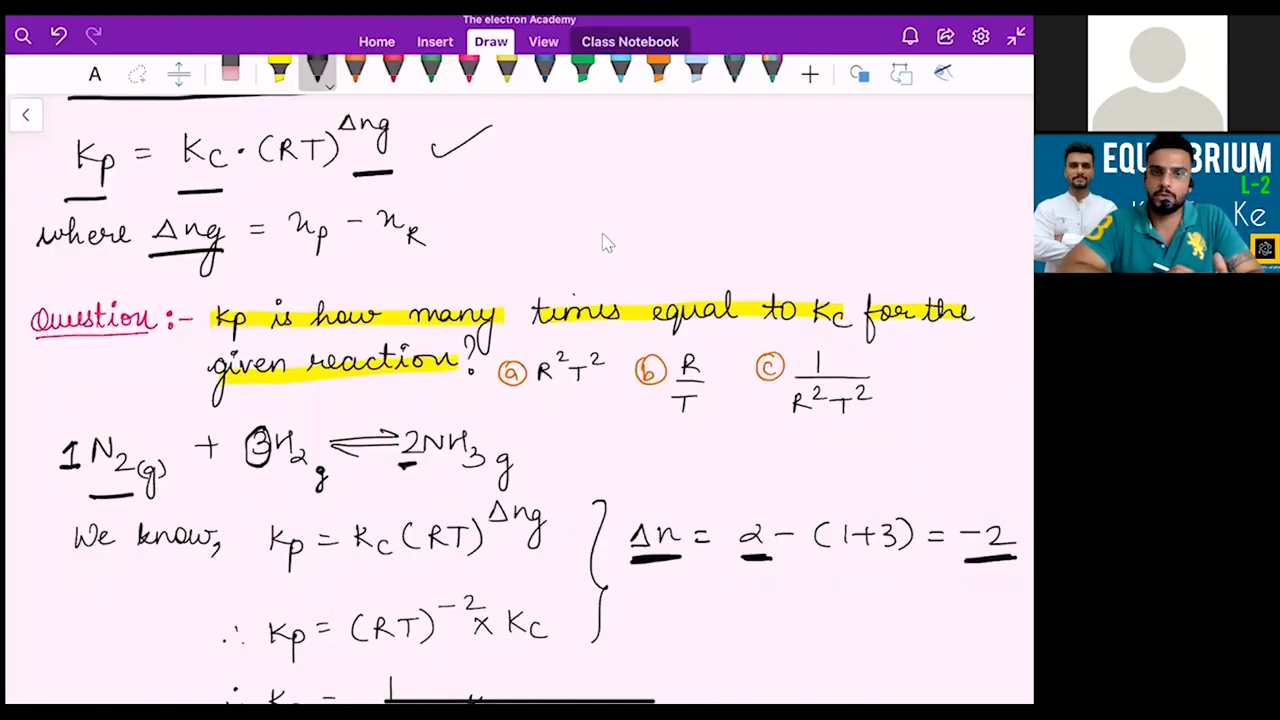 The electron Academy
Home Insert Draw View Class Notebook
A
EQUILIBRIUM
L-2
Ke
Kp = Kc · (RT)^Δng ✓
where Δng = np - nR
Question :- Kp is how many times equal to Kc for the
given reaction? (a) R²T² (b) R/T (c) 1/R²T²
1N₂(g) + 3H₂ g ⇌ 2NH₃ g
We know, Kp = Kc (RT)^Δng } Δn = 2 - (1+3) = -2
∴ Kp = (RT)^-2 x Kc